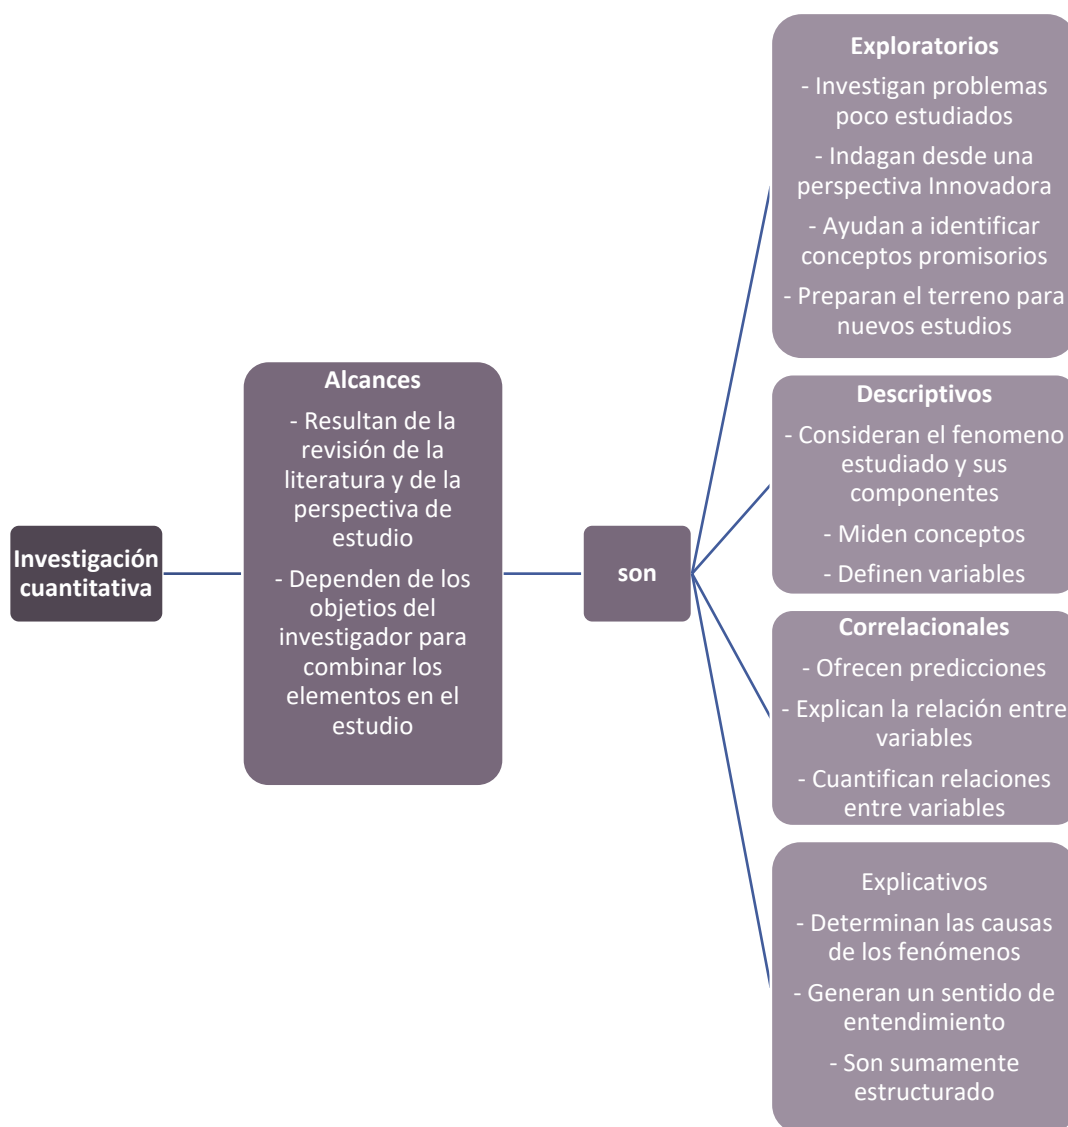 Investigación
cuantitativa
Alcances
- Resultan de la
revisión de la
literatura y de la
perspectiva de
estudio
- Dependen de los
objetios del
investigador para
combinar los
elementos en el
estudio
son
Exploratorios
- Investigan problemas
poco estudiados
- Indagan desde una
perspectiva Innovadora
- Ayudan a identificar
conceptos promisorios
- Preparan el terreno para
nuevos estudios
Descriptivos
- Consideran el fenomeno
estudiado y sus
componentes
- Miden conceptos
- Definen variables
Correlacionales
- Ofrecen predicciones
- Explican la relación entre
variables
- Cuantifican relaciones
entre variables
Explicativos
- Determinan las causas
de los fenómenos
- Generan un sentido de
entendimiento
- Son sumamente
estructurado